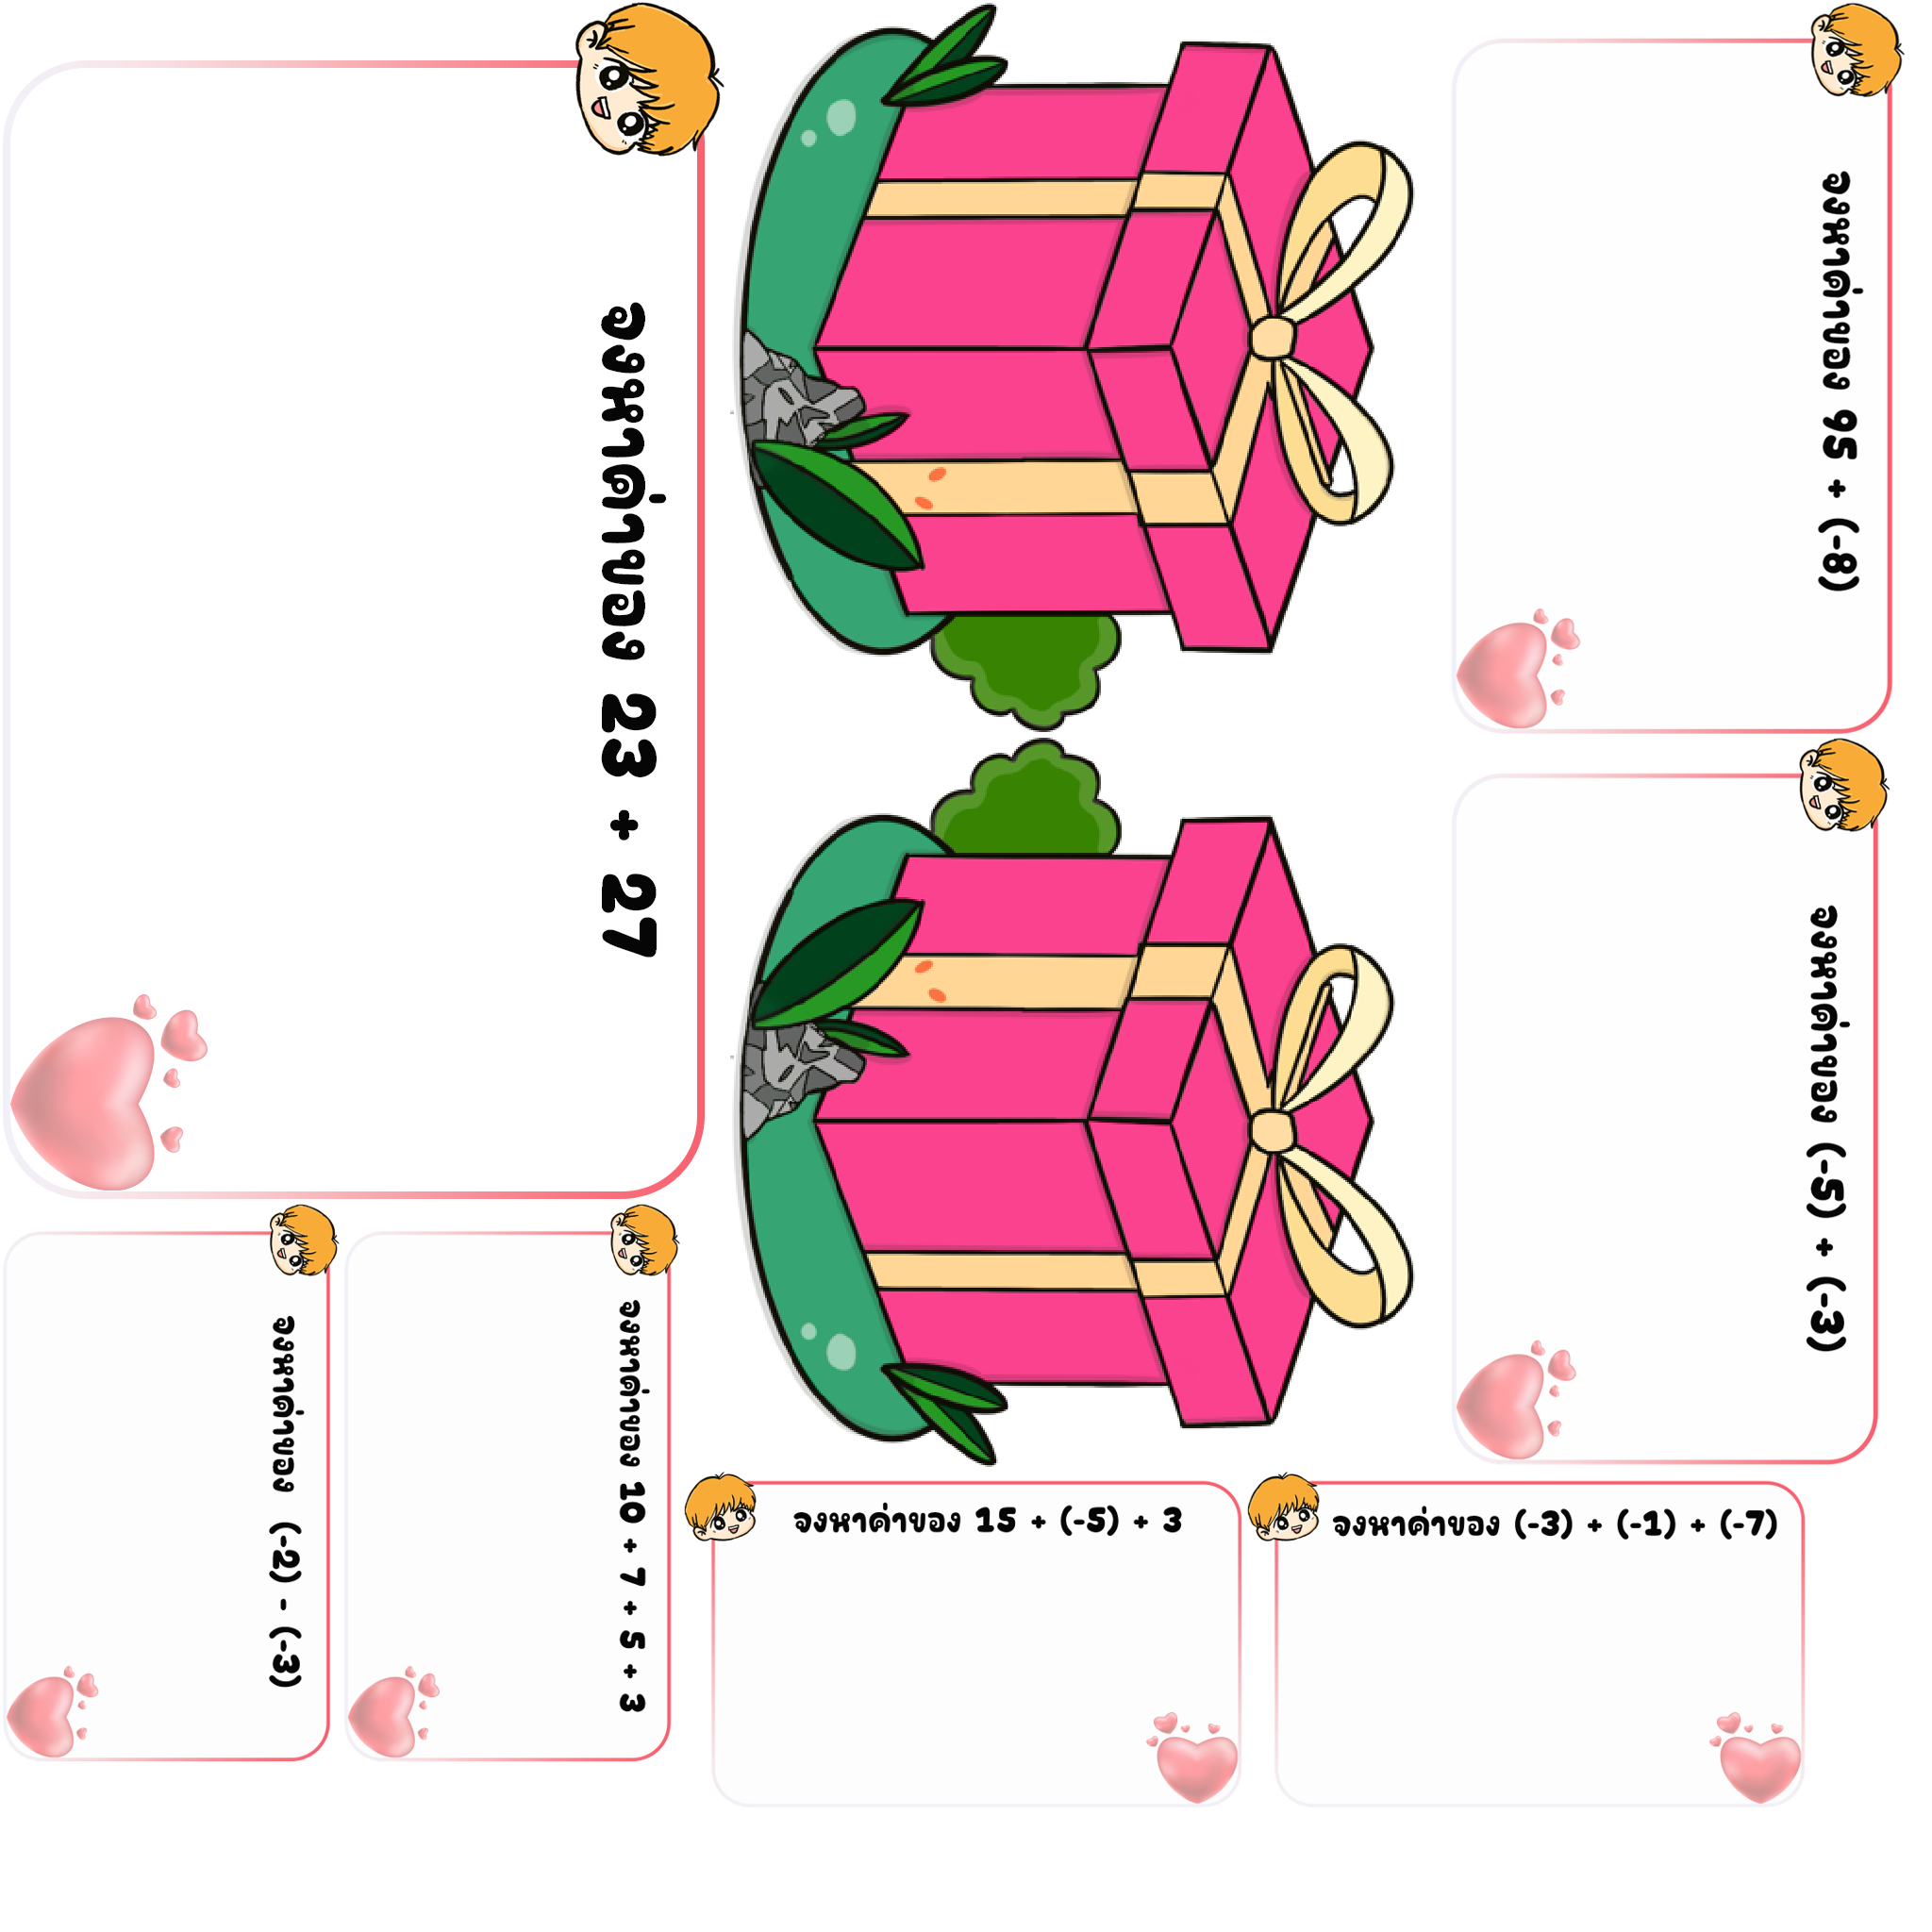 จงหาค่าของ 23 + 27
จงหาค่าของ 95 + (-8)
จงหาค่าของ (-5) + (-3)
จงหาค่าของ (-2) - (-3)
จงหาค่าของ 10 + 7 + 5 + 3
จงหาค่าของ 15 + (-5) + 3
จงหาค่าของ (-3) + (-1) + (-7)